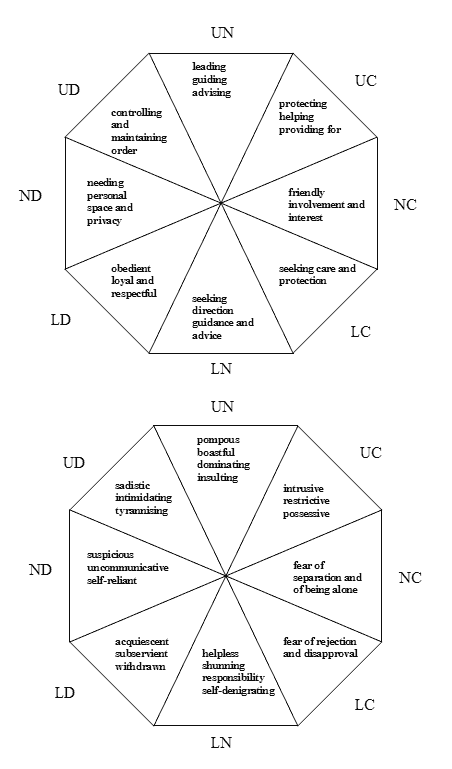 UN
leading
guiding
advising
UC
protecting
helping
providing for
UD
controlling
and
maintaining
order
ND
needing
personal
space and
privacy
friendly
involvement and
interest
NC
obedient
loyal and
respectful
LD
seeking
direction
guidance and
advice
seeking care and
protection
LC
LN
UN
pompous
boastful
dominating
insulting
UC
intrusive
restrictive
possessive
UD
sadistic
intimidating
tyrannising
ND
suspicious
uncommunicative
self-reliant
fear of
separation and
of being alone
NC
acquiescent
subservient
withdrawn
LD
helpless
shunning
responsibility
self-denigrating
fear of rejection
and disapproval
LC
LN